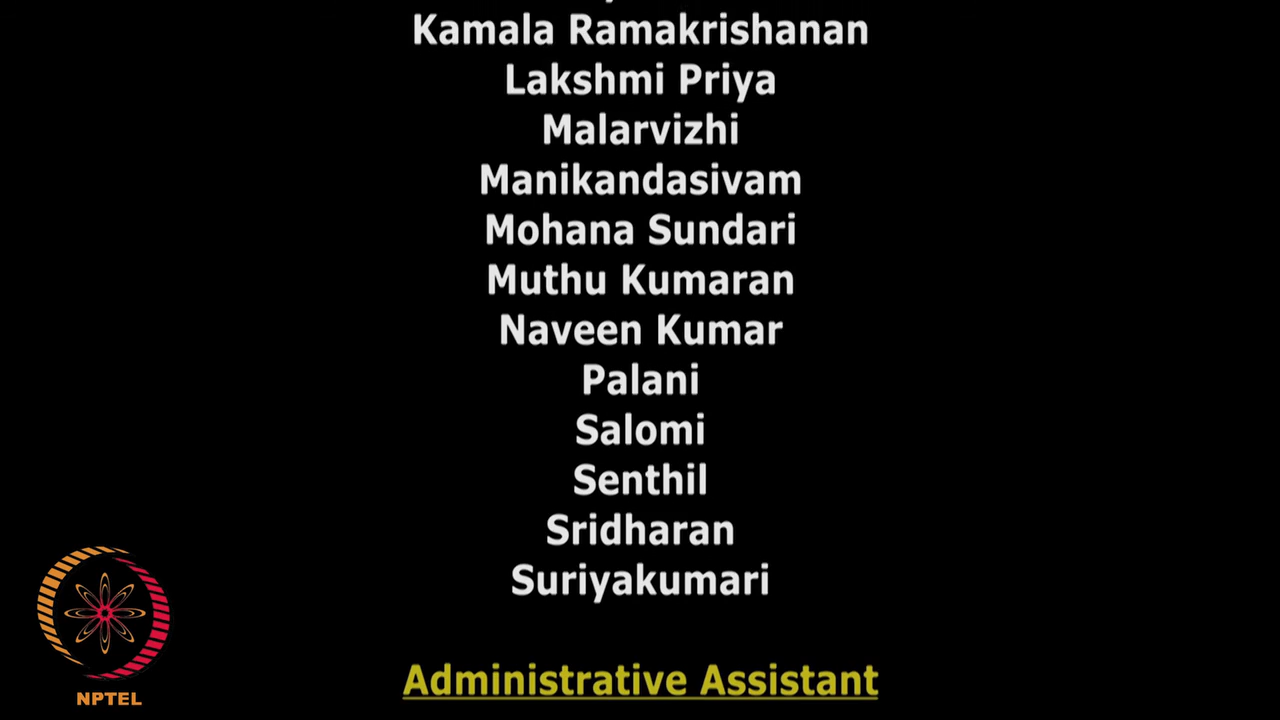 Kamala Ramakrishanan
Lakshmi Priya
Malarvizhi
Manikandasivam
Mohana Sundari
Muthu Kumaran
Naveen Kumar
Palani
Salomi
Senthil
Sridharan
Suriyakumari
Administrative Assistant
NPTEL